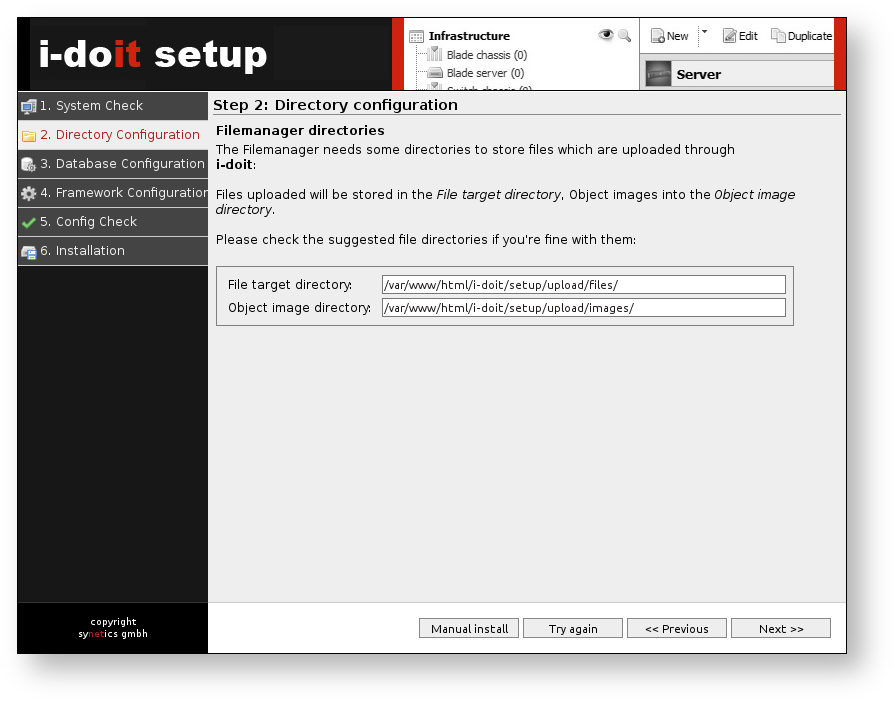 i-doit setup
Infrastructure
Blade chassis (0)
Blade server (0)
Switch chassis (0)
New
Edit
Duplicate
Server
1. System Check
2. Directory Configuration
3. Database Configuration
4. Framework Configuration
5. Config Check
6. Installation
Step 2: Directory configuration
Filemanager directories
The Filemanager needs some directories to store files which are uploaded through
i-doit:
Files uploaded will be stored in the File target directory, Object images into the Object image
directory.
Please check the suggested file directories if you're fine with them:
File target directory: /var/www/html/i-doit/setup/upload/files/
Object image directory: /var/www/html/i-doit/setup/upload/images/
copyright
synetics gmbh
Manual install
Try again
<< Previous
Next >>